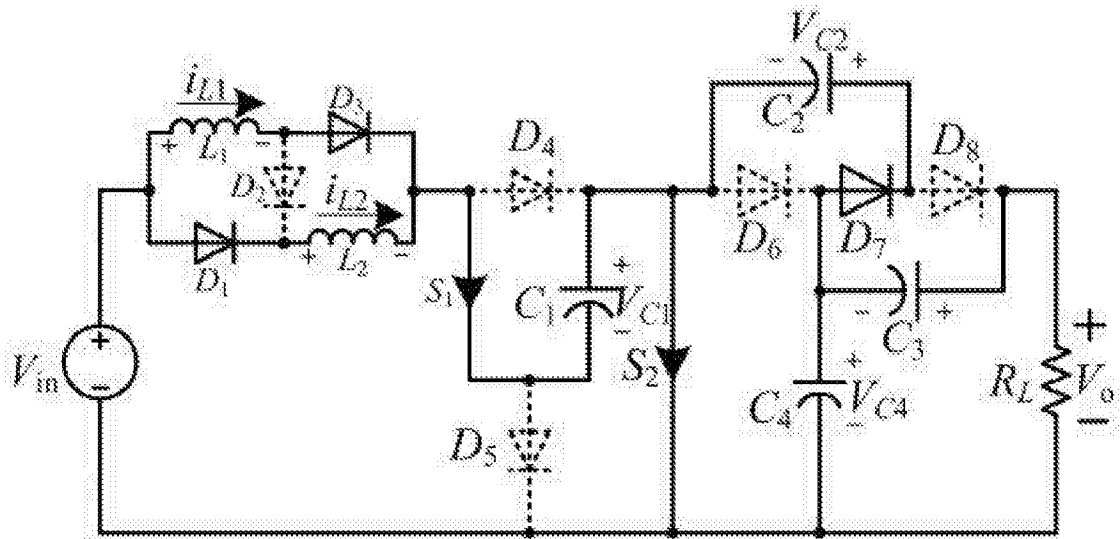 V_C2
− +
C_2
i_L1
D_3
+ L_1 −
D_2
i_L2
D_1
+ L_2 −
D_4
D_6
D_7
D_8
S_1
C_1
+
V_C1
−
S_2
− +
C_3
V_in
+
−
D_5
C_4
+
V_C4
−
R_L
+
V_o
−